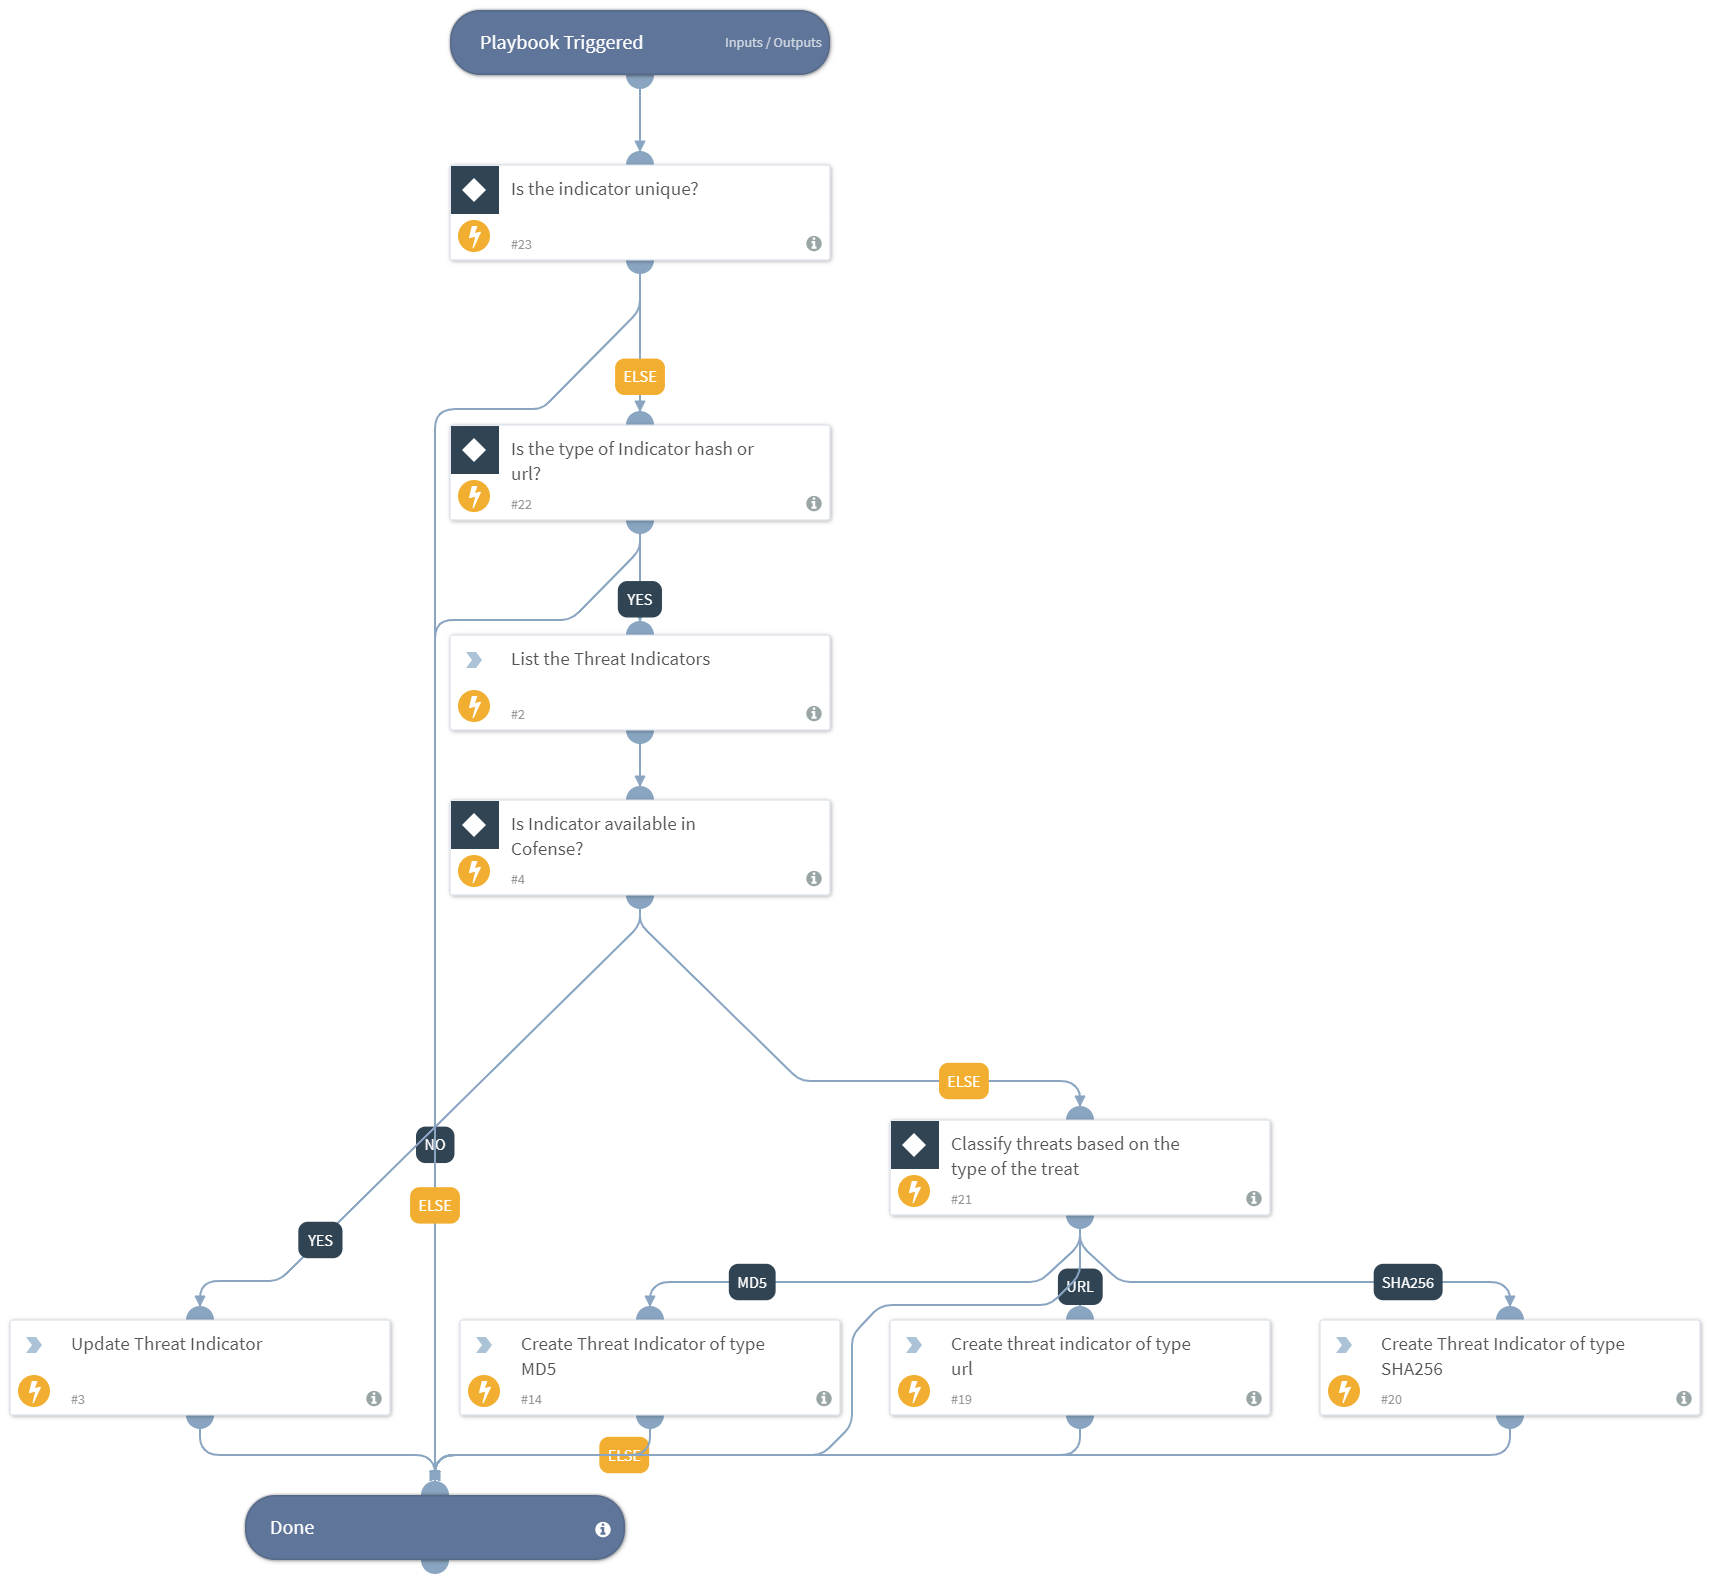 Playbook Triggered
Inputs / Outputs
Is the indicator unique?
#23
ELSE
Is the type of Indicator hash or
url?
#22
YES
List the Threat Indicators
#2
Is Indicator available in
Cofense?
#4
ELSE
Classify threats based on the
type of the treat
#21
NO
ELSE
YES
MD5
URL
SHA256
Update Threat Indicator
#3
Create Threat Indicator of type
MD5
#14
Create threat indicator of type
url
#19
Create Threat Indicator of type
SHA256
#20
ELSE
Done